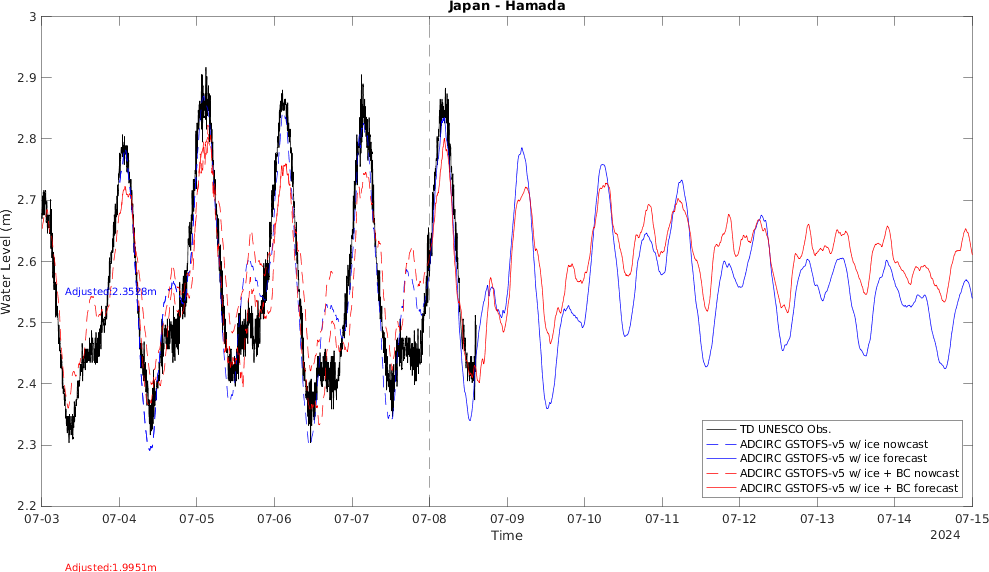 Japan - Hamada
3
2.9
2.8
2.7
2.6
2.5
2.4
2.3
2.2
Water Level (m)
Adjusted:2.3528m
TD UNESCO Obs.
ADCIRC GSTOFS-v5 w/ ice nowcast
ADCIRC GSTOFS-v5 w/ ice forecast
ADCIRC GSTOFS-v5 w/ ice + BC nowcast
ADCIRC GSTOFS-v5 w/ ice + BC forecast
07-03 07-04 07-05 07-06 07-07 07-08 07-09 07-10 07-11 07-12 07-13 07-14 07-15
Time
2024
Adjusted:1.9951m